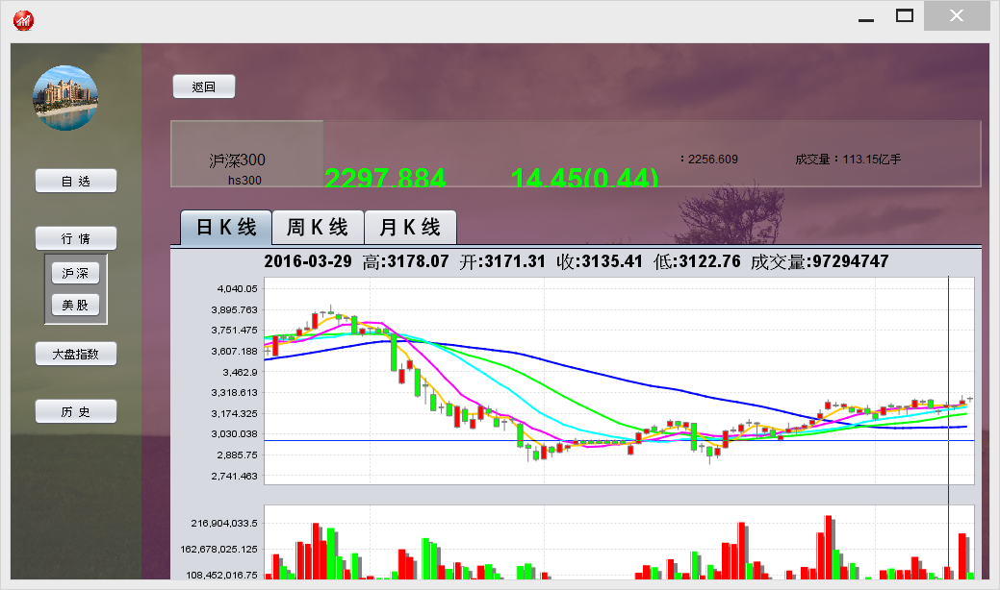 返回
沪深300
hs300
2297.884
14.45(0.44)
：2256.609
成交量：113.15亿手
自 选
行 情
沪 深
美 股
大盘指数
历 史
日 K 线
周 K 线
月 K 线
2016-03-29 高:3178.07 开:3171.31 收:3135.41 低:3122.76 成交量:97294747
4,040.05
3,895.763
3,751.475
3,607.188
3,462.9
3,318.613
3,174.325
3,030.038
2,885.75
2,741.463
216,904,033.5
162,678,025.125
108,452,016.75